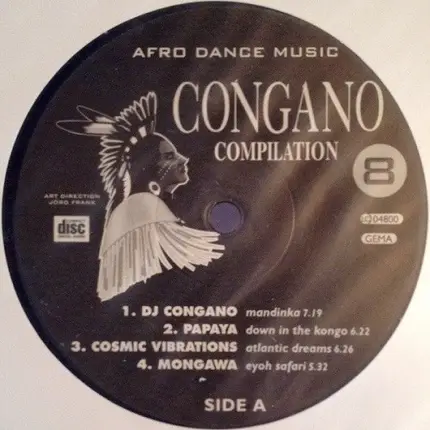 AFRO DANCE MUSIC
CONGANO
COMPILATION
8
ART DIRECTION
JÖRG FRANK
disc
LC 04800
GEMA
1. DJ CONGANO mandinka 7.19
2. PAPAYA down in the kongo 6.22
3. COSMIC VIBRATIONS atlantic dreams 6.26
4. MONGAWA eyoh safari 5.32
SIDE A